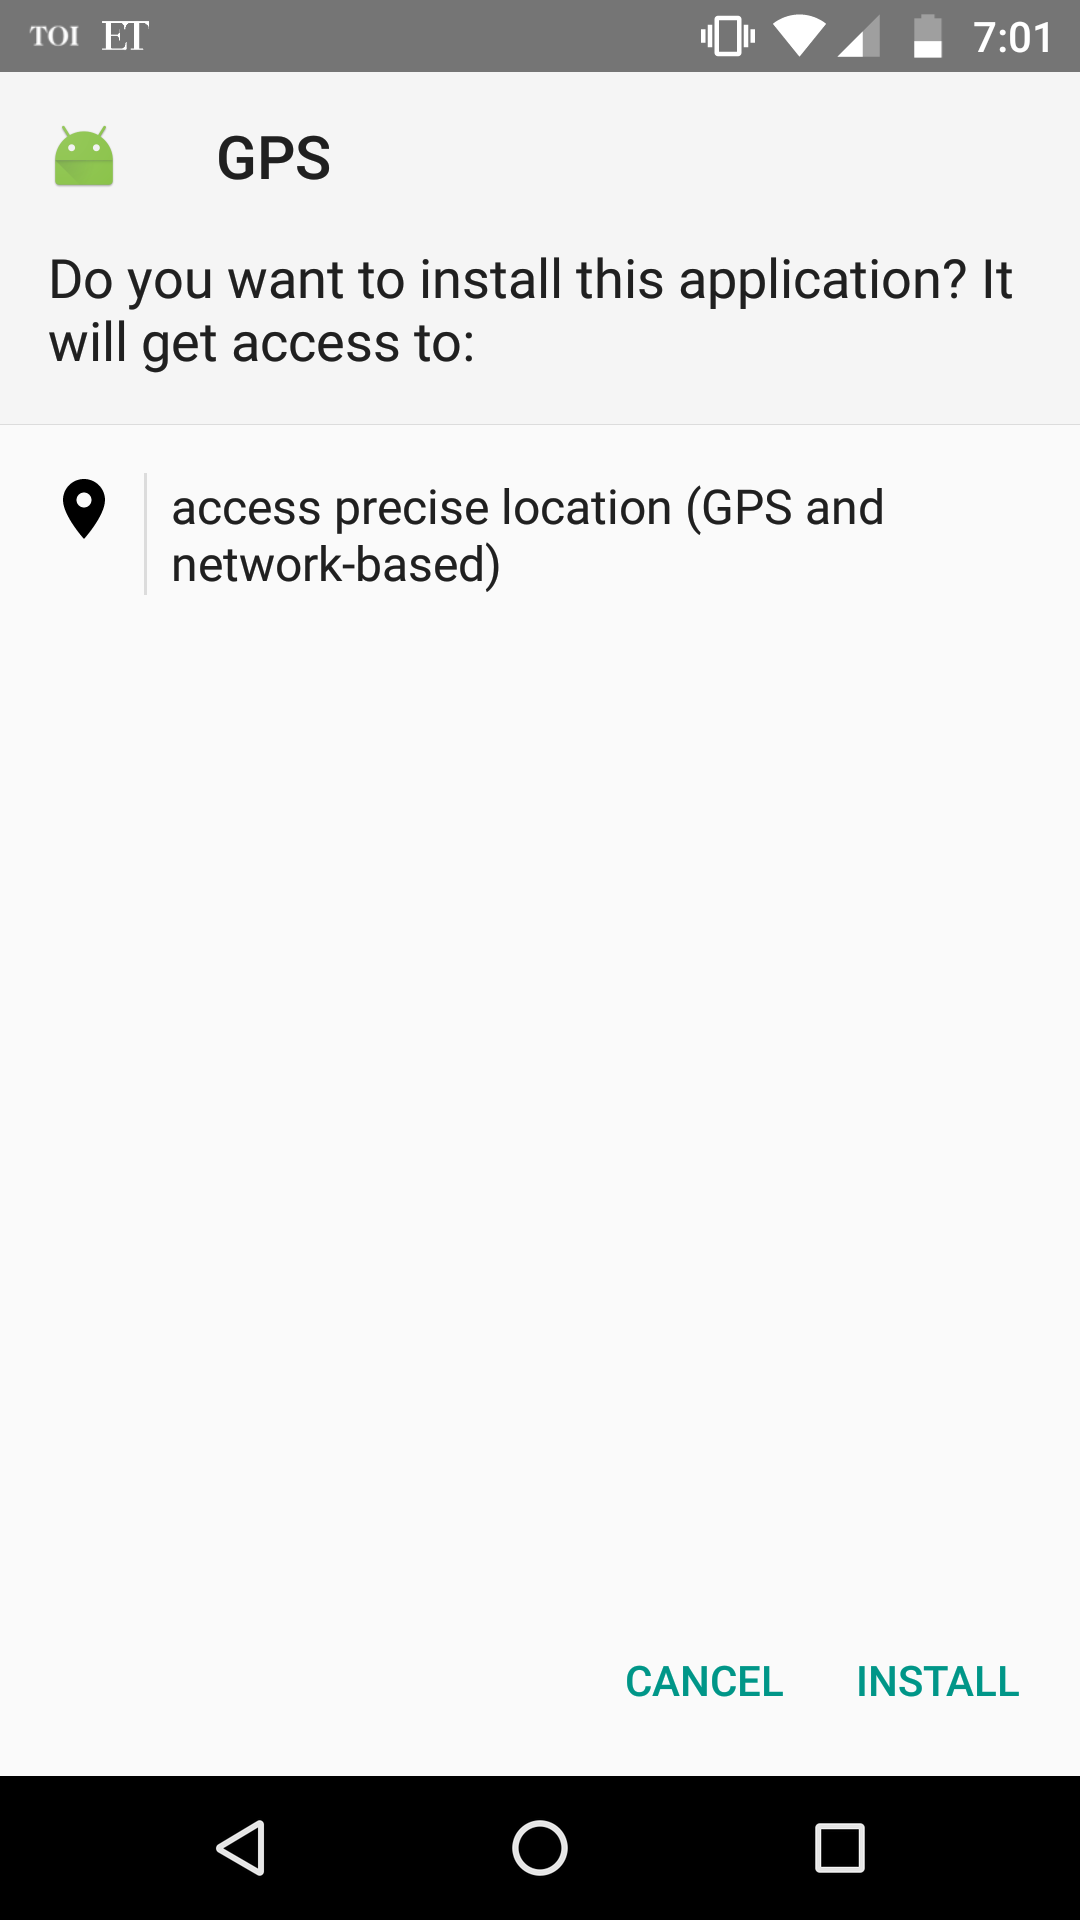 TOI ET 7:01
GPS
Do you want to install this application? It
will get access to:
access precise location (GPS and
network-based)
CANCEL INSTALL